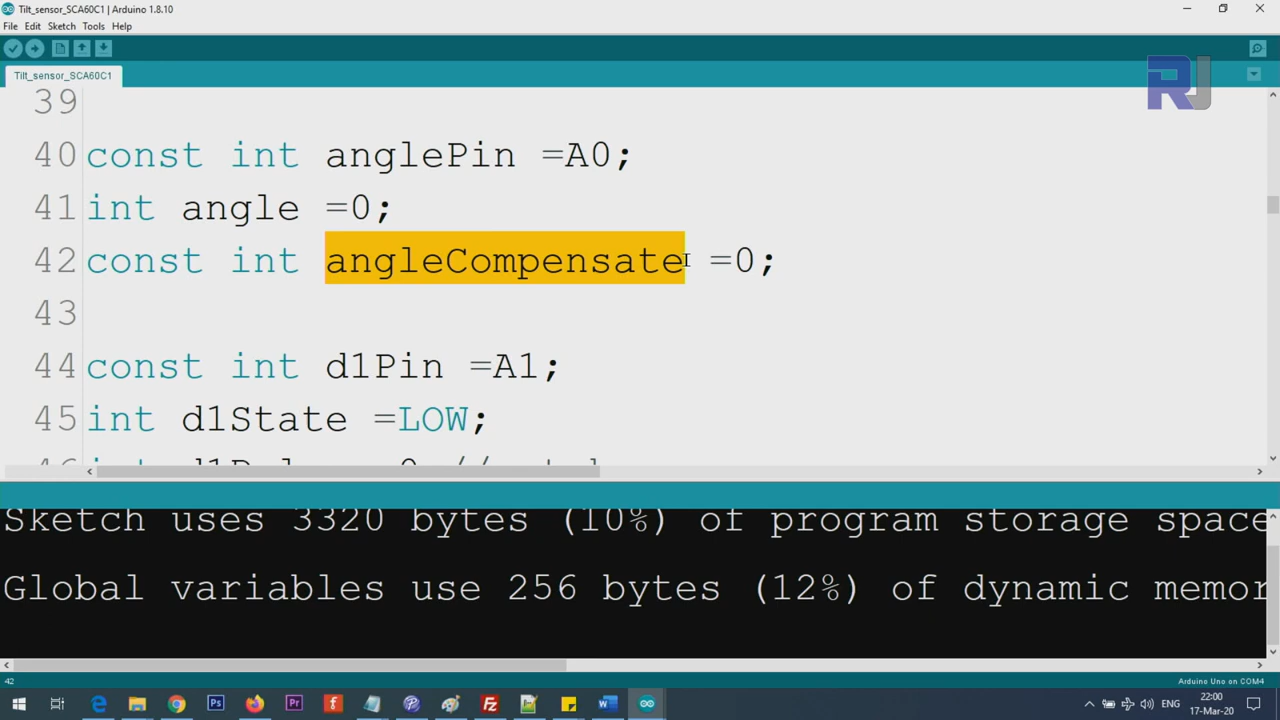 Tilt_sensor_SCA60C1 | Arduino 1.8.10
File Edit Sketch Tools Help
Tilt_sensor_SCA60C1
RJ
39
40 const int anglePin =A0;
41 int angle =0;
42 const int angleCompensate =0;
43
44 const int d1Pin =A1;
45 int d1State =LOW;
Sketch uses 3320 bytes (10%) of program storage space
Global variables use 256 bytes (12%) of dynamic memor
42
Arduino Uno on COM4
ENG
22:00
17-Mar-20